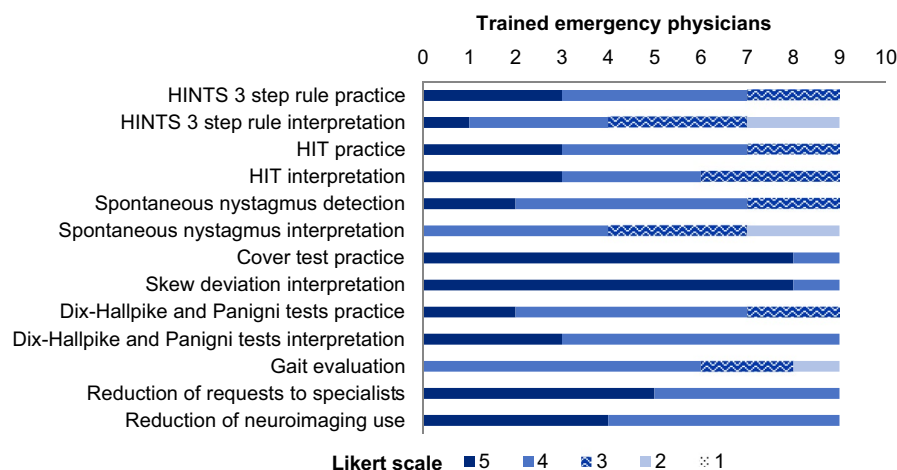 Trained emergency physicians
0 1 2 3 4 5 6 7 8 9 10
HINTS 3 step rule practice
HINTS 3 step rule interpretation
HIT practice
HIT interpretation
Spontaneous nystagmus detection
Spontaneous nystagmus interpretation
Cover test practice
Skew deviation interpretation
Dix-Hallpike and Panigni tests practice
Dix-Hallpike and Panigni tests interpretation
Gait evaluation
Reduction of requests to specialists
Reduction of neuroimaging use
Likert scale 5 4 3 2 1